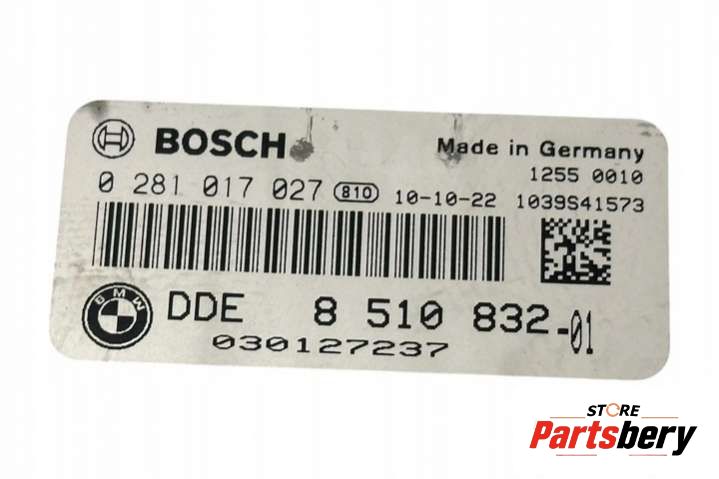 BOSCH Made in Germany
1255 0010
0 281 017 027 810 10-10-22 1039S41573
BMW DDE 8 510 832-01
030127237
STORE
Partsbery